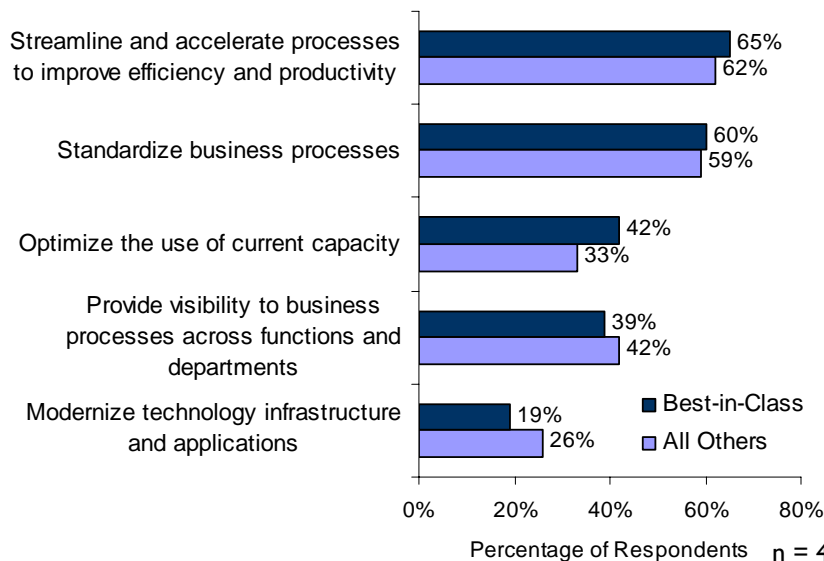 Streamline and accelerate processes
to improve efficiency and productivity
65%
62%
Standardize business processes
60%
59%
Optimize the use of current capacity
42%
33%
Provide visibility to business
processes across functions and
departments
39%
42%
Modernize technology infrastructure
and applications
19%
26%
Best-in-Class
All Others
0% 20% 40% 60% 80%
Percentage of Respondents n = 4